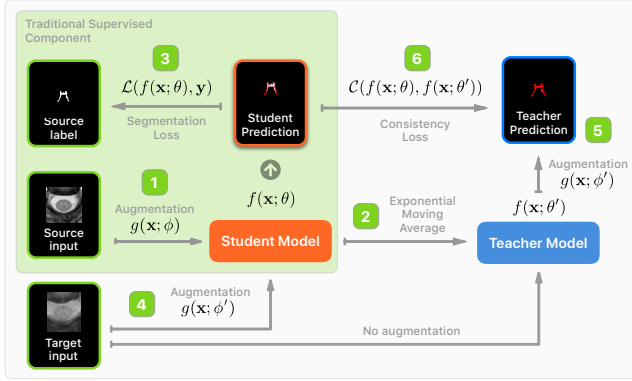 Traditional Supervised
Component
3
6
L(f(x; θ), y)
C(f(x; θ), f(x; θ′))
Source
label
Segmentation
Loss
Student
Prediction
Consistency
Loss
Teacher
Prediction
5
1
Augmentation
g(x; ϕ)
f(x; θ)
2
Exponential
Moving
Average
Augmentation
g(x; ϕ′)
f(x; θ′)
Source
input
Student Model
Teacher Model
4
Augmentation
g(x; ϕ′)
No augmentation
Target
input